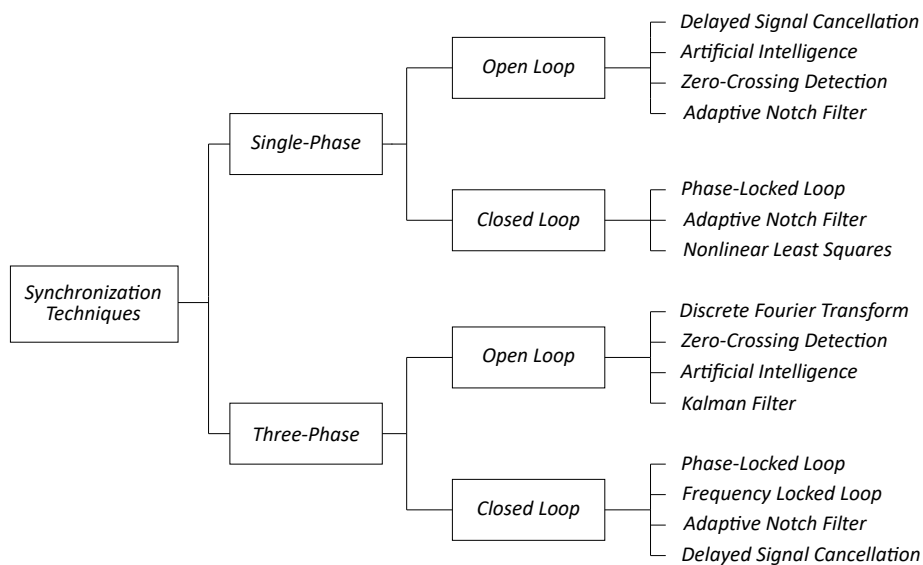 Synchronization
Techniques
Single-Phase
Open Loop
Delayed Signal Cancellation
Artificial Intelligence
Zero-Crossing Detection
Adaptive Notch Filter
Closed Loop
Phase-Locked Loop
Adaptive Notch Filter
Nonlinear Least Squares
Three-Phase
Open Loop
Discrete Fourier Transform
Zero-Crossing Detection
Artificial Intelligence
Kalman Filter
Closed Loop
Phase-Locked Loop
Frequency Locked Loop
Adaptive Notch Filter
Delayed Signal Cancellation